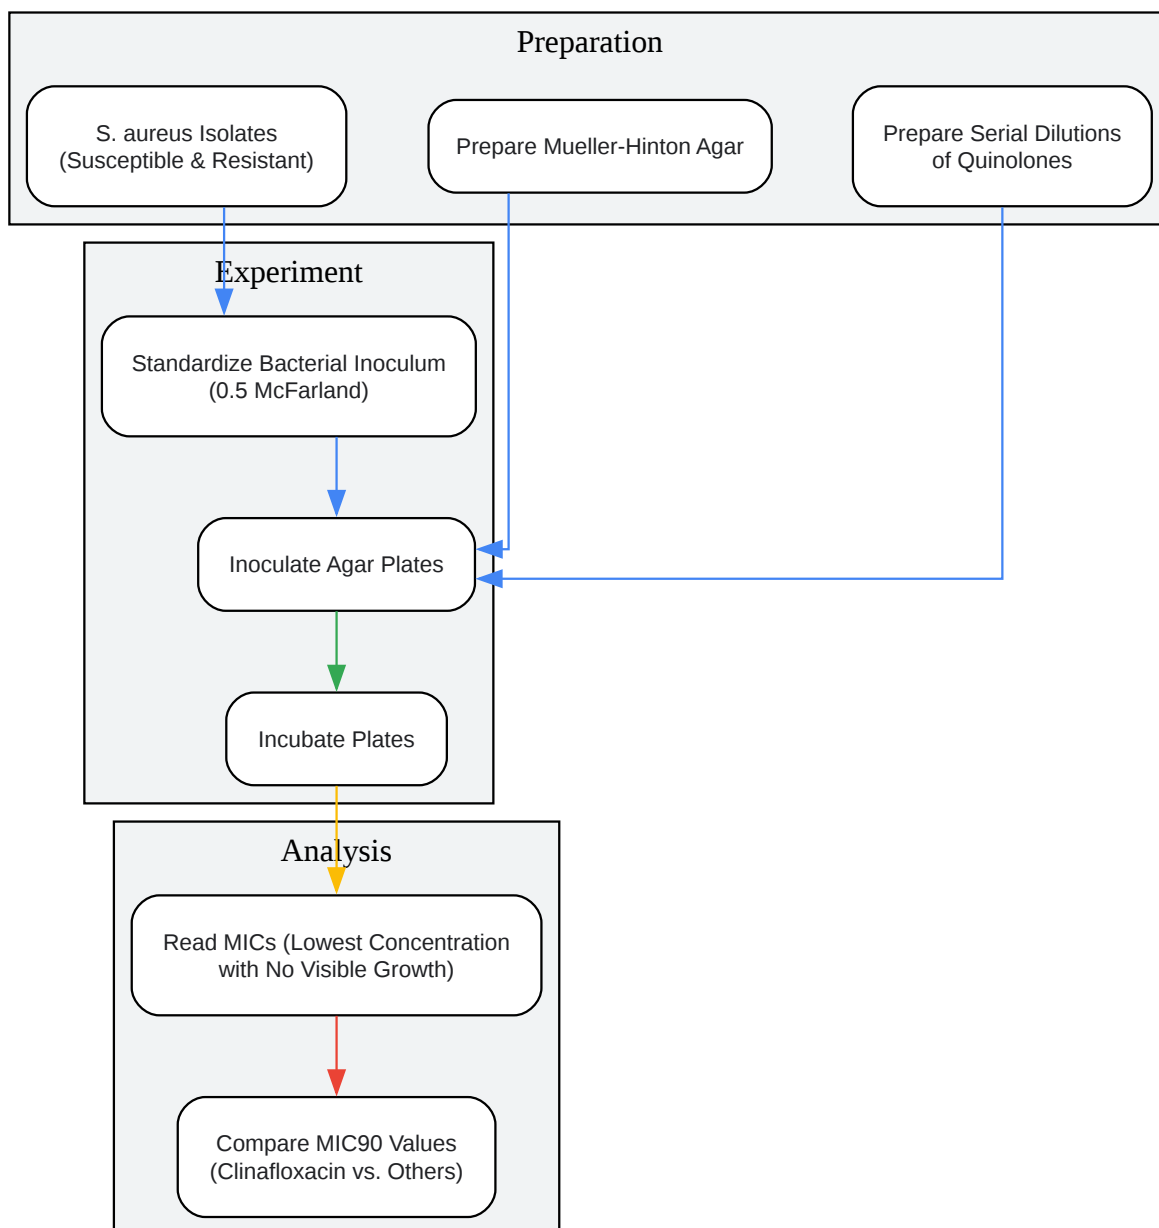 Preparation
S. aureus Isolates
(Susceptible & Resistant)
Prepare Mueller-Hinton Agar
Prepare Serial Dilutions
of Quinolones
Experiment
Standardize Bacterial Inoculum
(0.5 McFarland)
Inoculate Agar Plates
Incubate Plates
Analysis
Read MICs (Lowest Concentration
with No Visible Growth)
Compare MIC90 Values
(Clinafloxacin vs. Others)